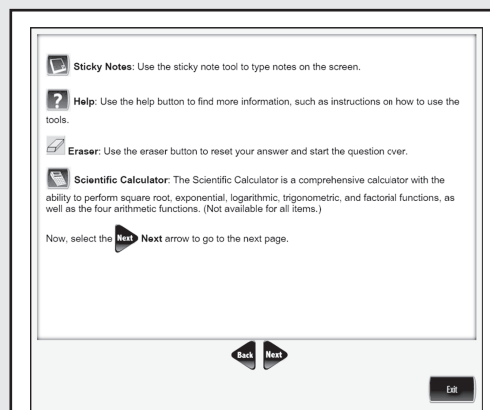 Sticky Notes: Use the sticky note tool to type notes on the screen.
? Help: Use the help button to find more information, such as instructions on how to use the
tools.
Eraser: Use the eraser button to reset your answer and start the question over.
Scientific Calculator: The Scientific Calculator is a comprehensive calculator with the
ability to perform square root, exponential, logarithmic, trigonometric, and factorial functions, as
well as the four arithmetic functions. (Not available for all items.)
Now, select the Next Next arrow to go to the next page.
Back Next
Exit